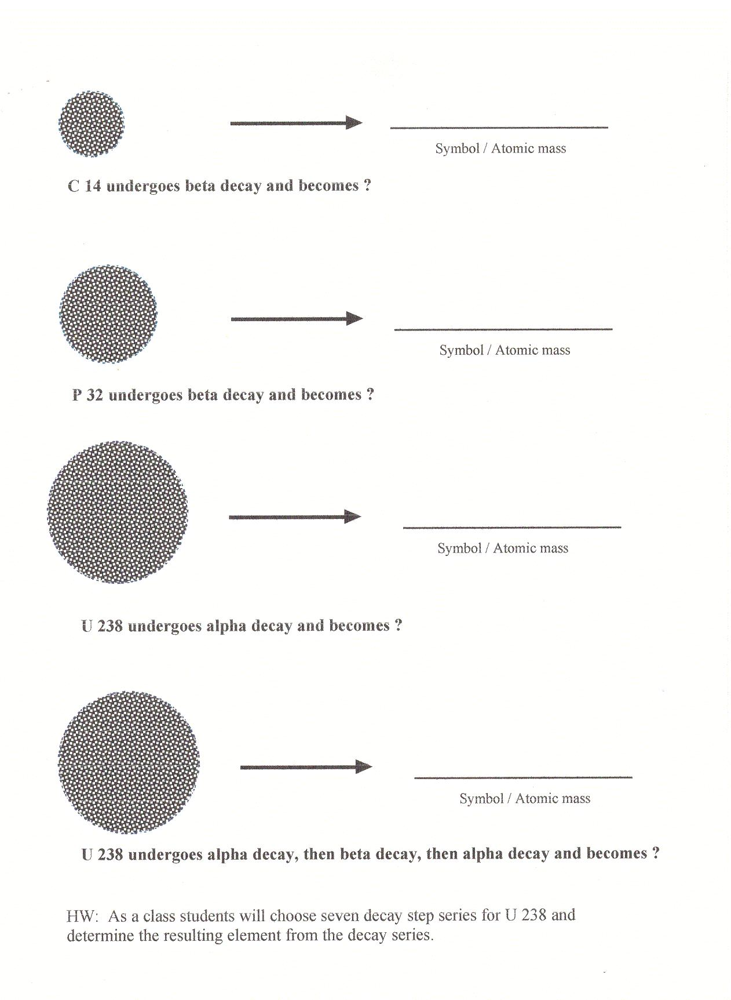 Symbol / Atomic mass
C 14 undergoes beta decay and becomes ?
Symbol / Atomic mass
P 32 undergoes beta decay and becomes ?
Symbol / Atomic mass
U 238 undergoes alpha decay and becomes ?
Symbol / Atomic mass
U 238 undergoes alpha decay, then beta decay, then alpha decay and becomes ?
HW: As a class students will choose seven decay step series for U 238 and
determine the resulting element from the decay series.